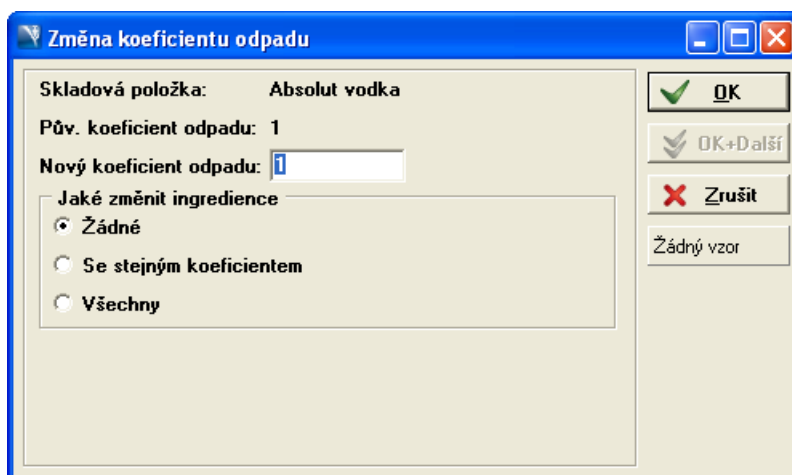 Změna koeficientu odpadu
Skladová položka: Absolut vodka
Pův. koeficient odpadu: 1
Nový koeficient odpadu: 1
Jaké změnit ingredience
Žádné
Se stejným koeficientem
Všechny
OK
OK+Další
Zrušit
Žádný vzor